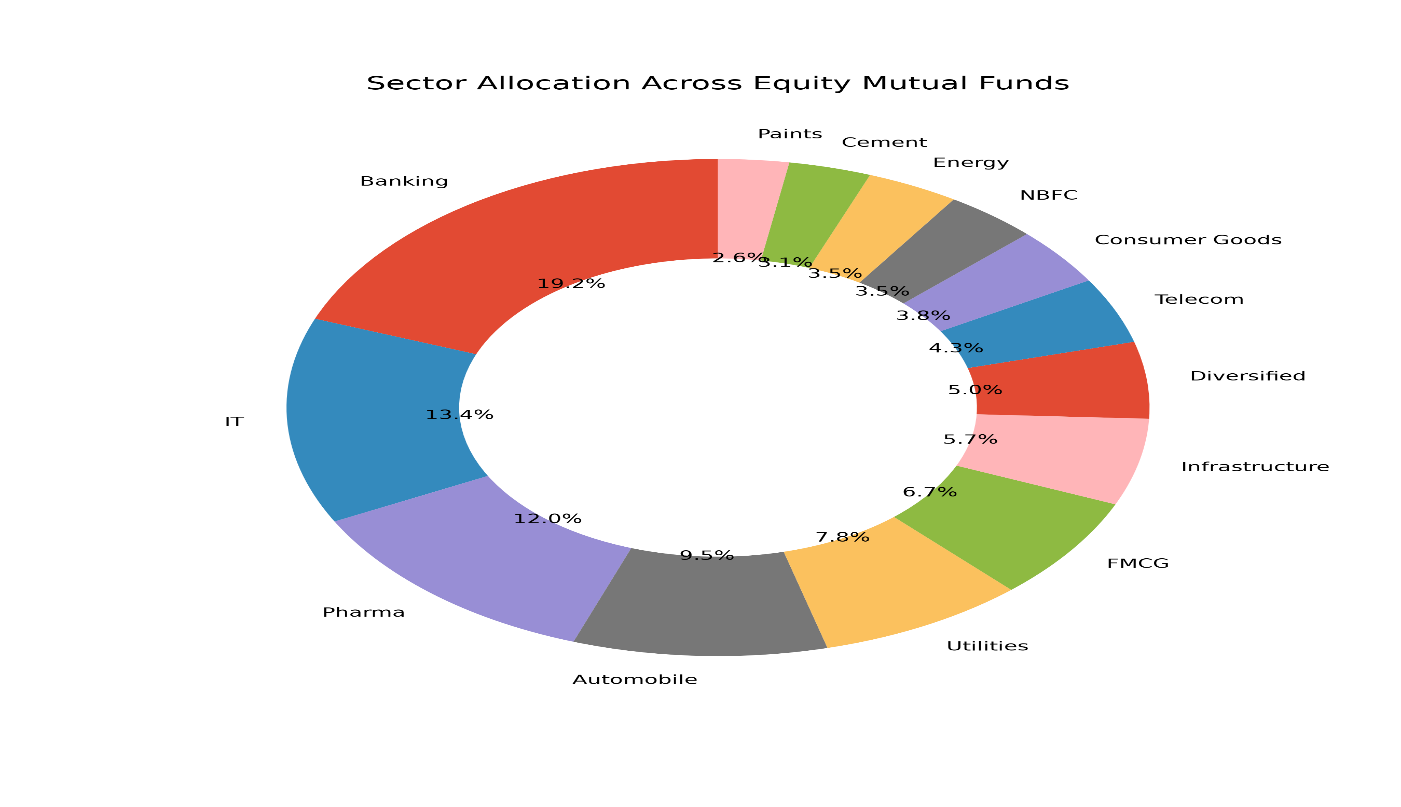 Sector Allocation Across Equity Mutual Funds
Paints
Cement
Energy
NBFC
Consumer Goods
Telecom
Diversified
Infrastructure
FMCG
Utilities
Automobile
Pharma
IT
Banking
2.6%
3.1%
3.5%
3.5%
3.8%
4.3%
5.0%
5.7%
6.7%
7.8%
9.5%
12.0%
13.4%
19.2%